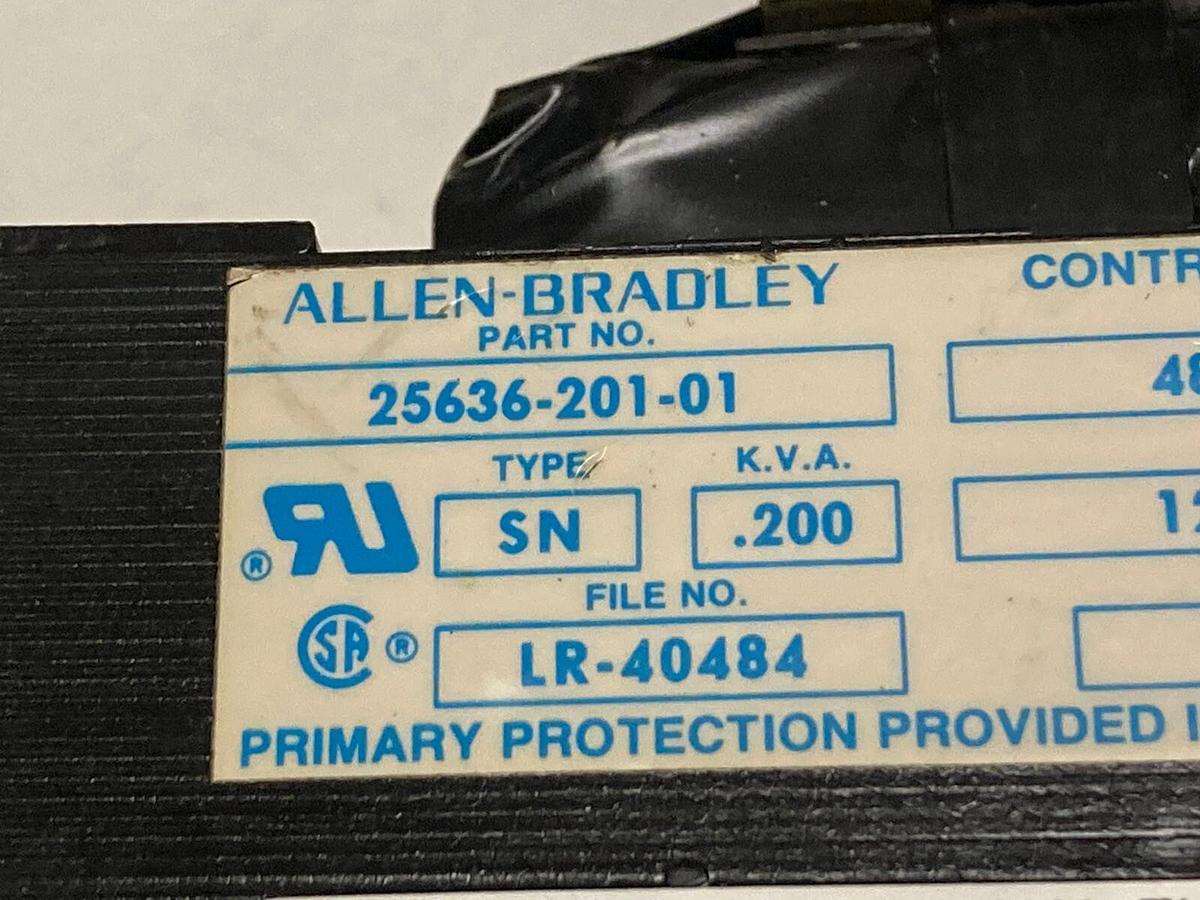 ALLEN-BRADLEY CONTR
PART NO.
25636-201-01 48
TYPE K.V.A.
SN .200 12
FILE NO.
LR-40484
PRIMARY PROTECTION PROVIDED